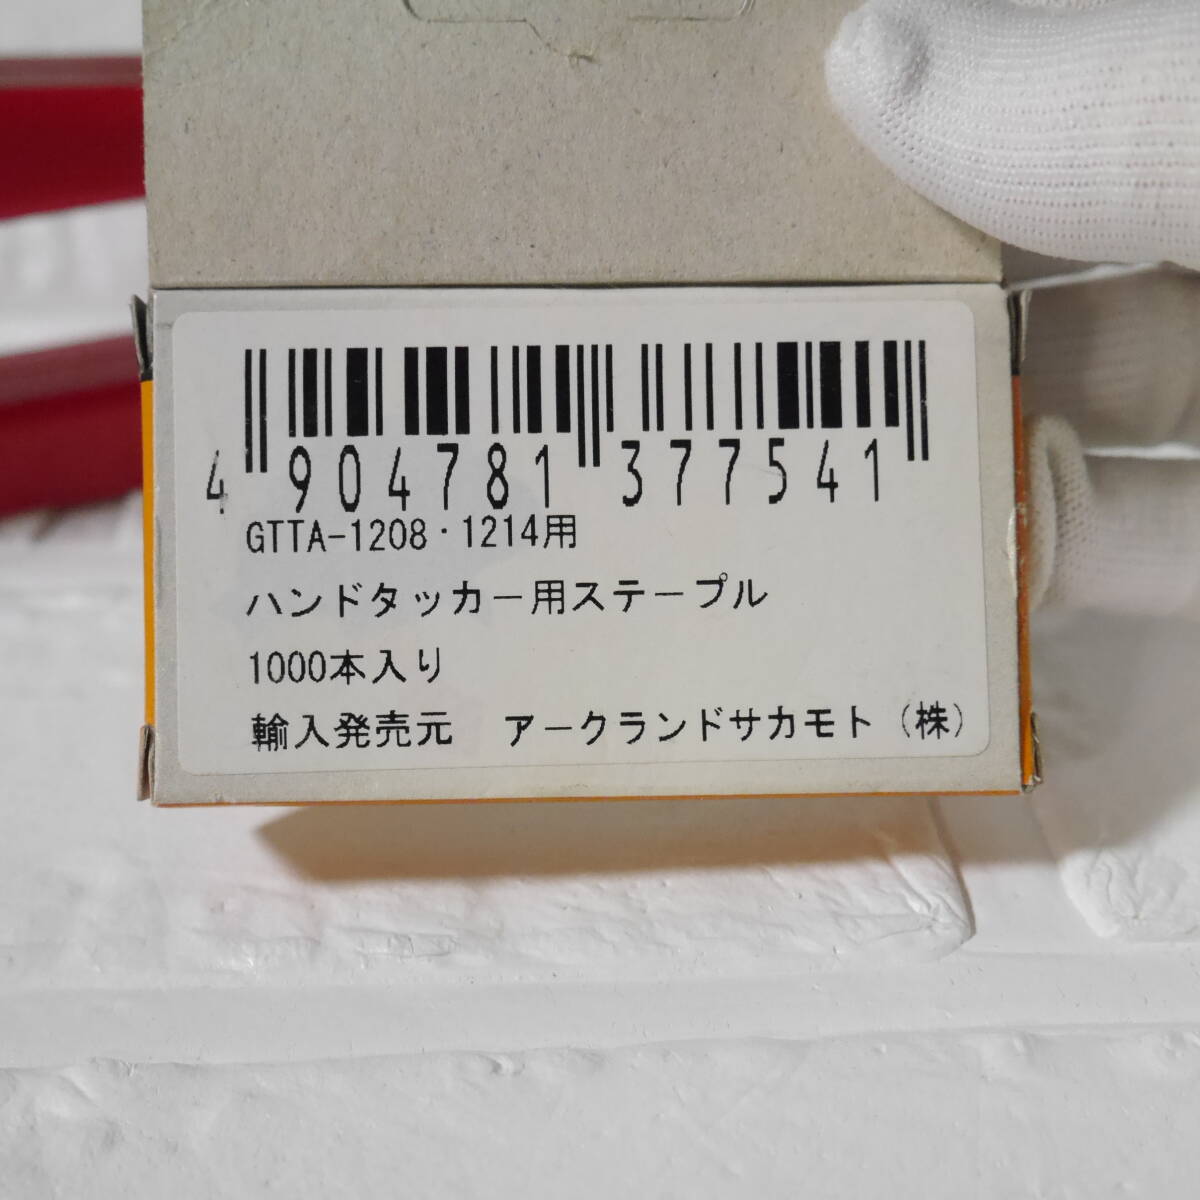 4 904781 377541
GTTA-1208・1214用
ハンドタッカー用ステープル
1000本入り
輸入発売元　アークランドサカモト（株）